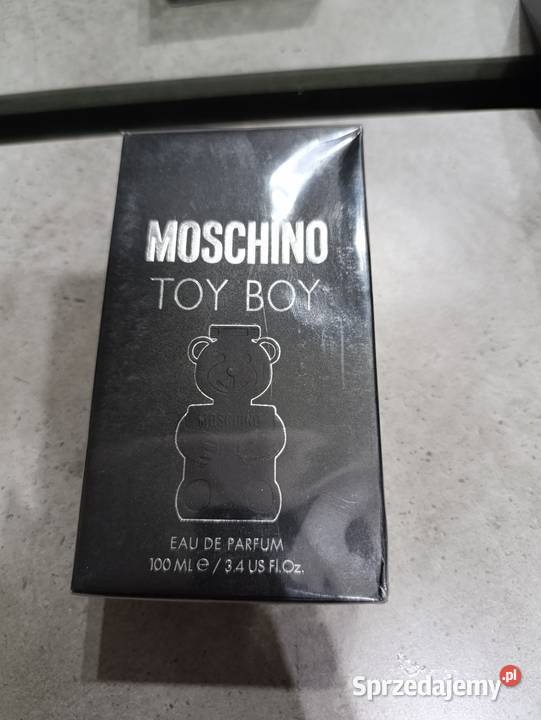 MOSCHINO
TOY BOY
MOSCHINO
EAU DE PARFUM
100 ML e / 3.4 US Fl.Oz.
Sprzedajemy.pl